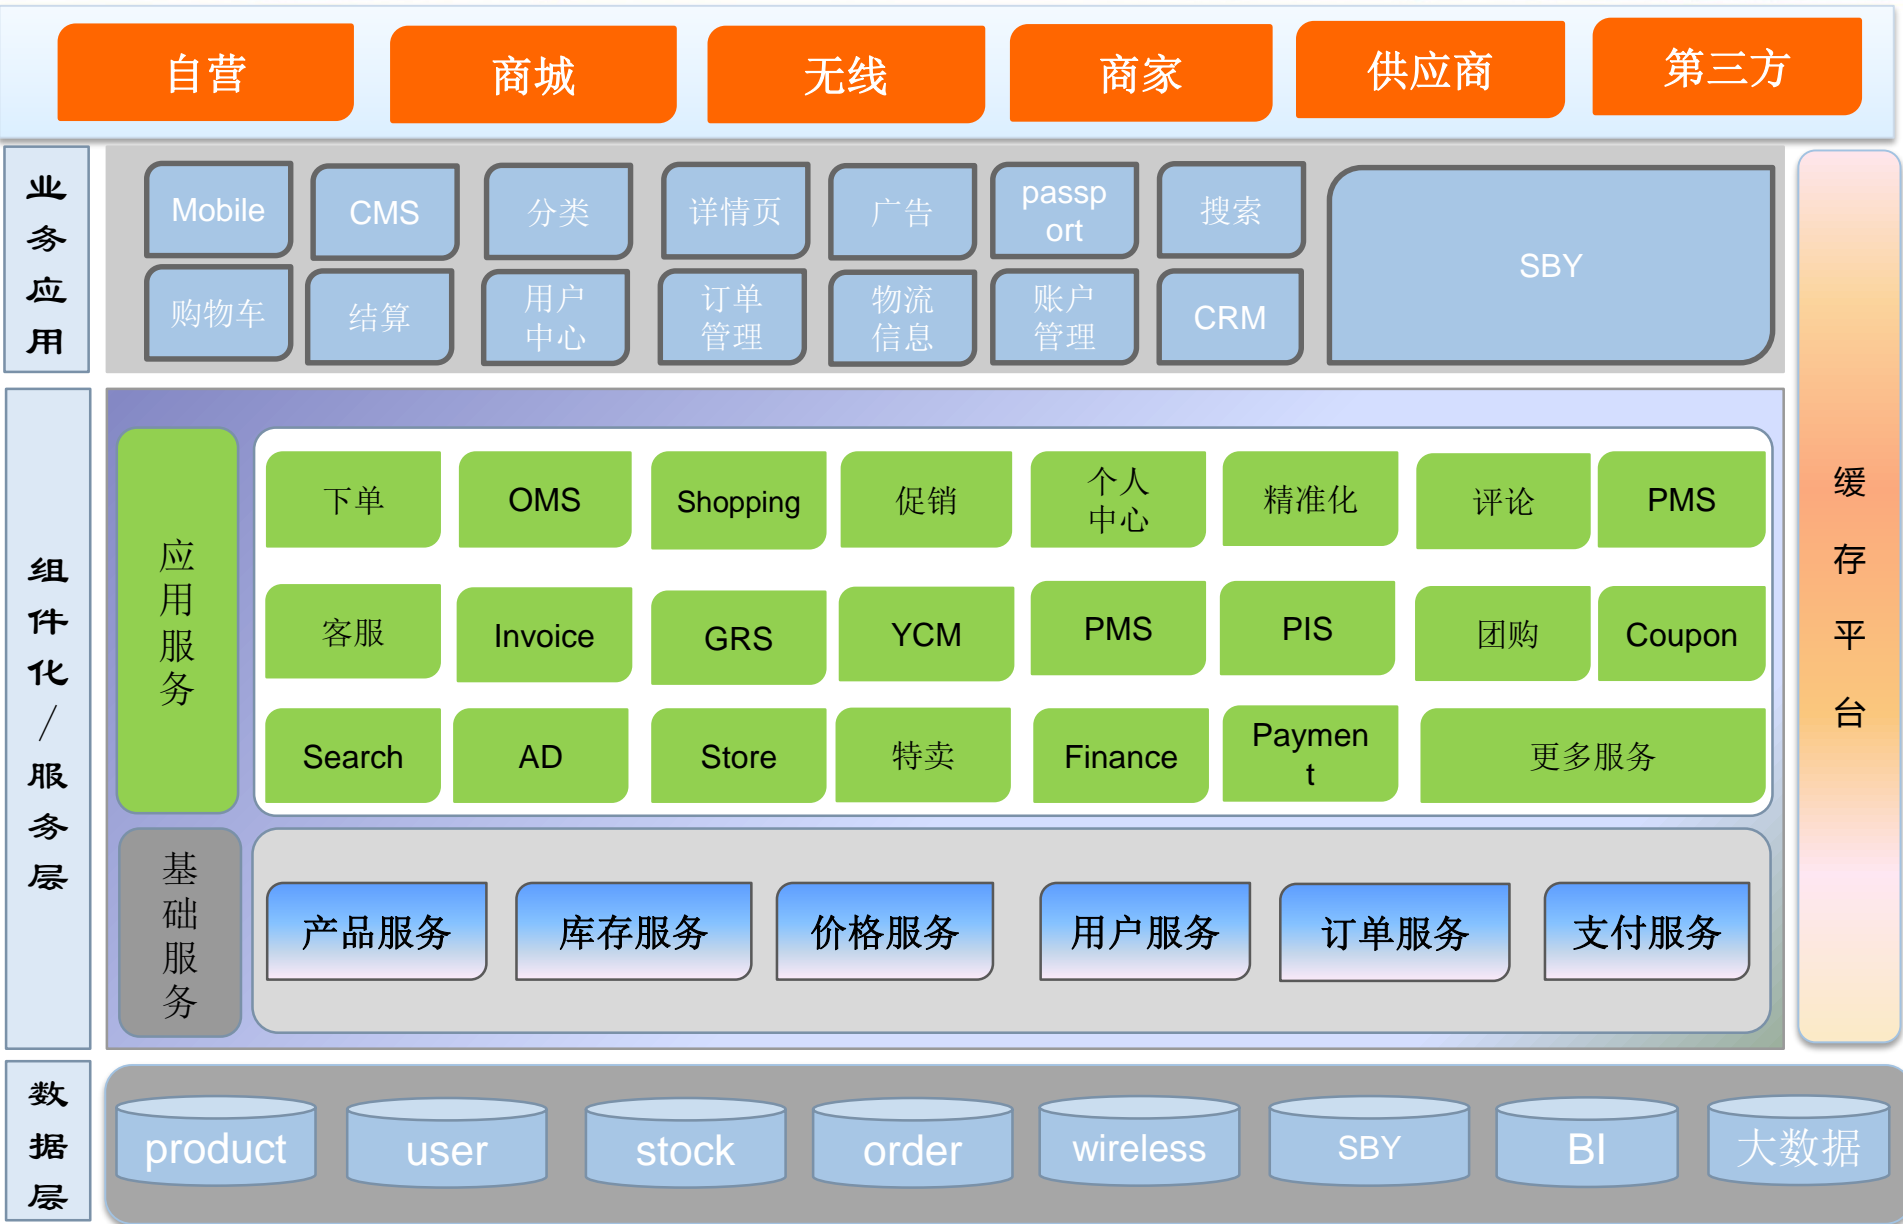 自营
商城
无线
商家
供应商
第三方
业
务
应
用
Mobile
CMS
分类
详情页
广告
passp
ort
搜索
SBY
购物车
结算
用户
中心
订单
管理
物流
信息
账户
管理
CRM
缓
存
平
台
组
件
化
/
服
务
层
应
用
服
务
下单
OMS
Shopping
促销
个人
中心
精准化
评论
PMS
客服
Invoice
GRS
YCM
PMS
PIS
团购
Coupon
Search
AD
Store
特卖
Finance
Paymen
t
更多服务
基
础
服
务
产品服务
库存服务
价格服务
用户服务
订单服务
支付服务
数
据
层
product
user
stock
order
wireless
SBY
BI
大数据